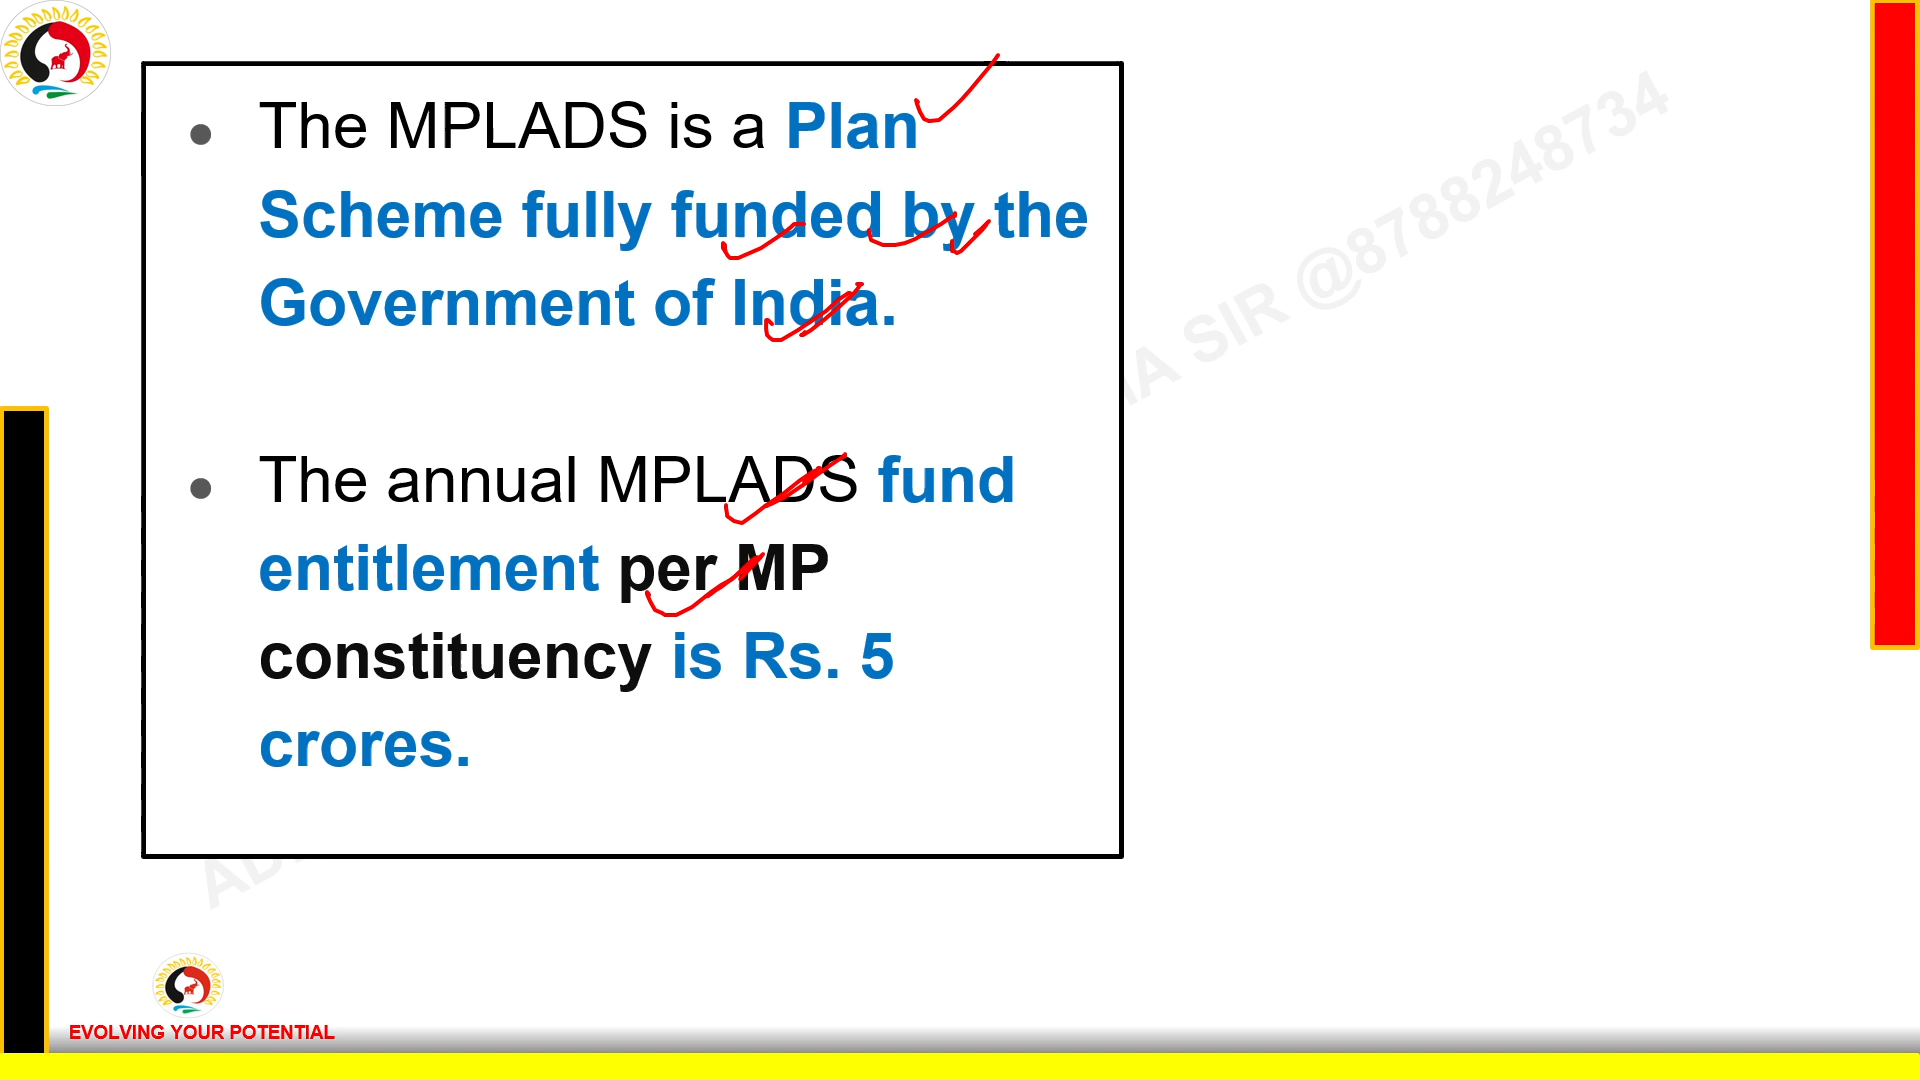 The MPLADS is a Plan
Scheme fully funded by the
Government of India.
The annual MPLADS fund
entitlement per MP
constituency is Rs. 5
crores.
SIR @8788248734
EVOLVING YOUR POTENTIAL